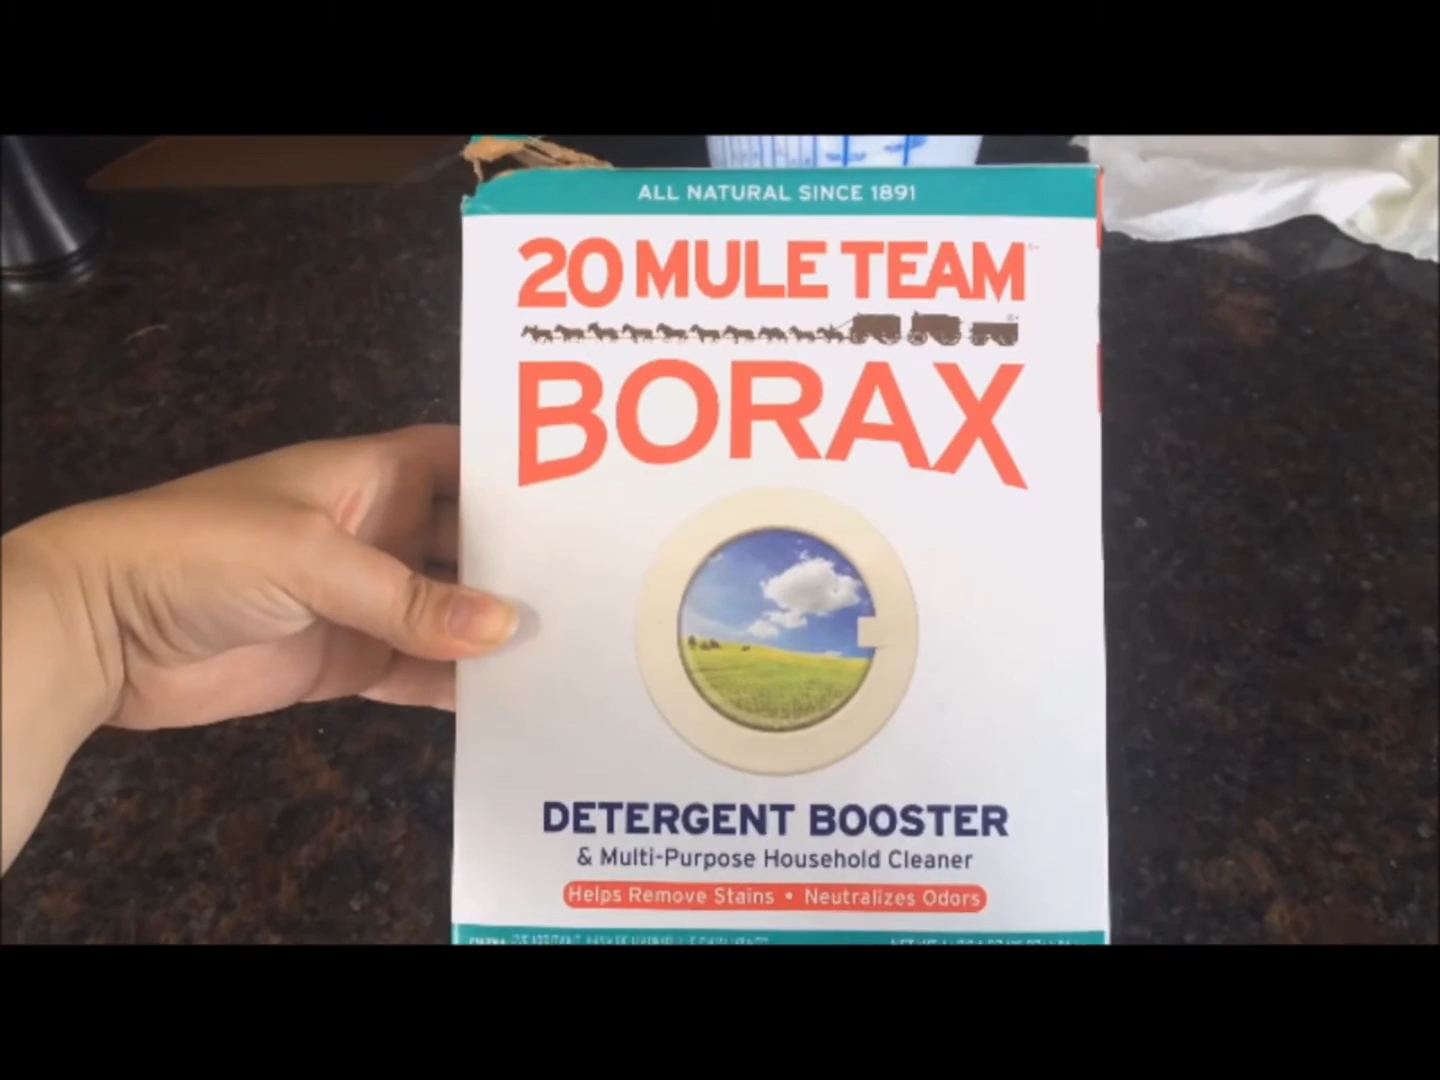 ALL NATURAL SINCE 1891
20 MULE TEAM
BORAX
DETERGENT BOOSTER
& Multi-Purpose Household Cleaner
Helps Remove Stains • Neutralizes Odors